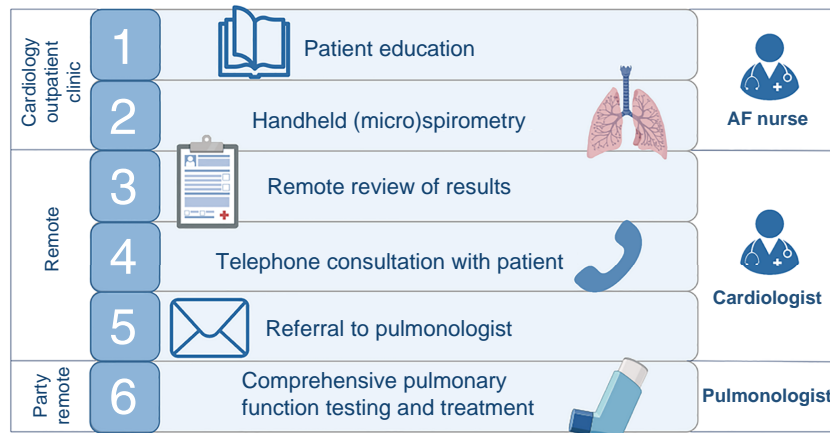 Cardiology
outpatient
clinic
1
Patient education
2
Handheld (micro)spirometry
AF nurse
Remote
3
Remote review of results
4
Telephone consultation with patient
5
Referral to pulmonologist
Cardiologist
Party
remote
6
Comprehensive pulmonary
function testing and treatment
Pulmonologist